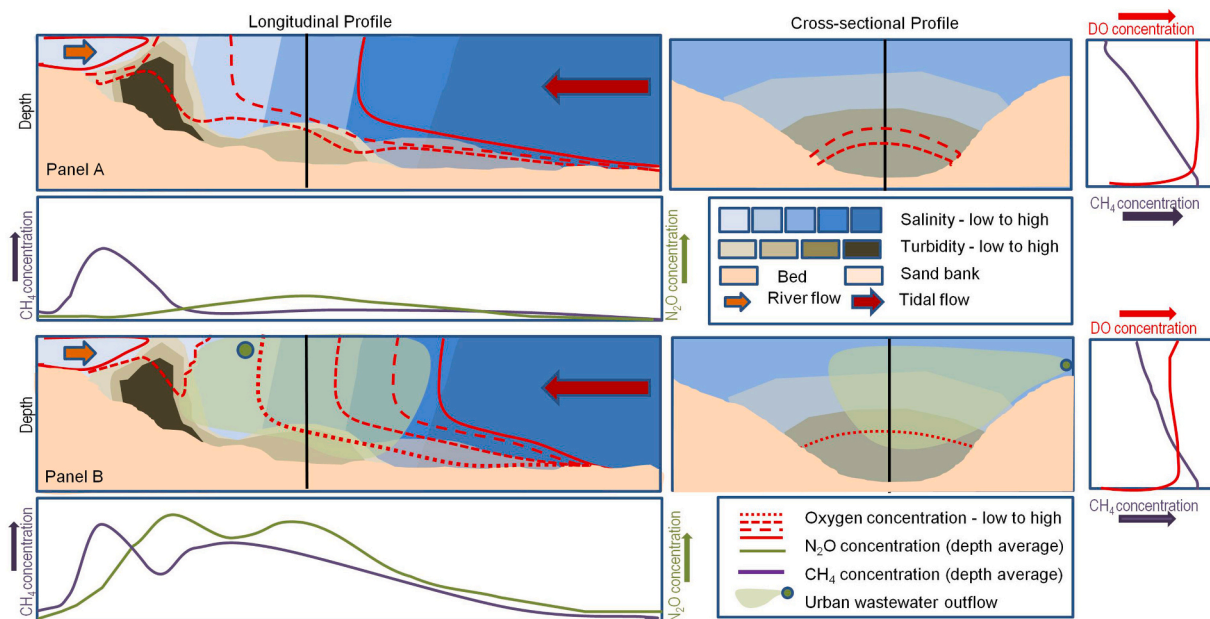 Longitudinal Profile
Cross-sectional Profile
DO concentration
Depth
Panel A
CH₄ concentration
CH₄ concentration
N₂O concentration
Salinity - low to high
Turbidity - low to high
Bed
Sand bank
River flow
Tidal flow
DO concentration
Depth
Panel B
CH₄ concentration
CH₄ concentration
N₂O concentration
Oxygen concentration - low to high
N₂O concentration (depth average)
CH₄ concentration (depth average)
Urban wastewater outflow